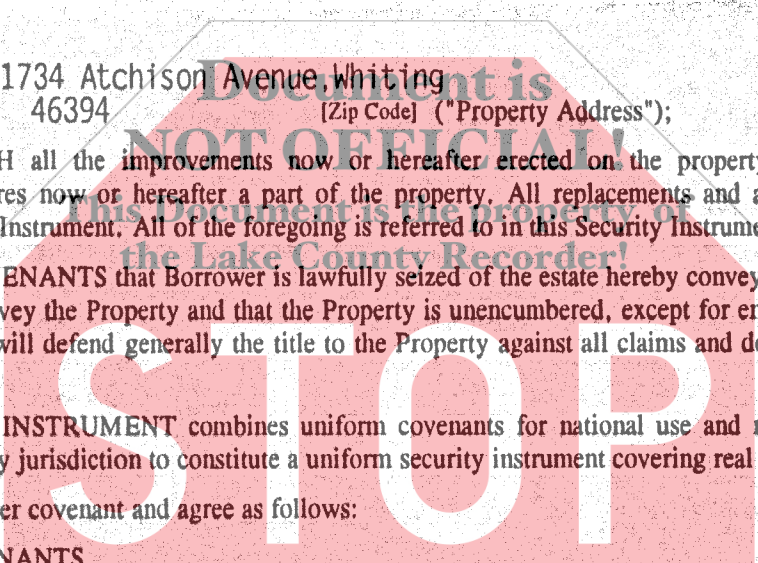 1734 Atchison Avenue,Whiting
Document is
46394 [Zip Code] ("Property Address");
NOT OFFICIAL!
H all the improvements now or hereafter erected on the property
res now or hereafter a part of the property. All replacements and a
This Document is the property of
Instrument. All of the foregoing is referred to in this Security Instrume
the Lake County Recorder!
ENANTS that Borrower is lawfully seized of the estate hereby convey
vey the Property and that the Property is unencumbered, except for en
will defend generally the title to the Property against all claims and de
STOP
INSTRUMENT combines uniform covenants for national use and n
y jurisdiction to constitute a uniform security instrument covering real
er covenant and agree as follows:
NANTS